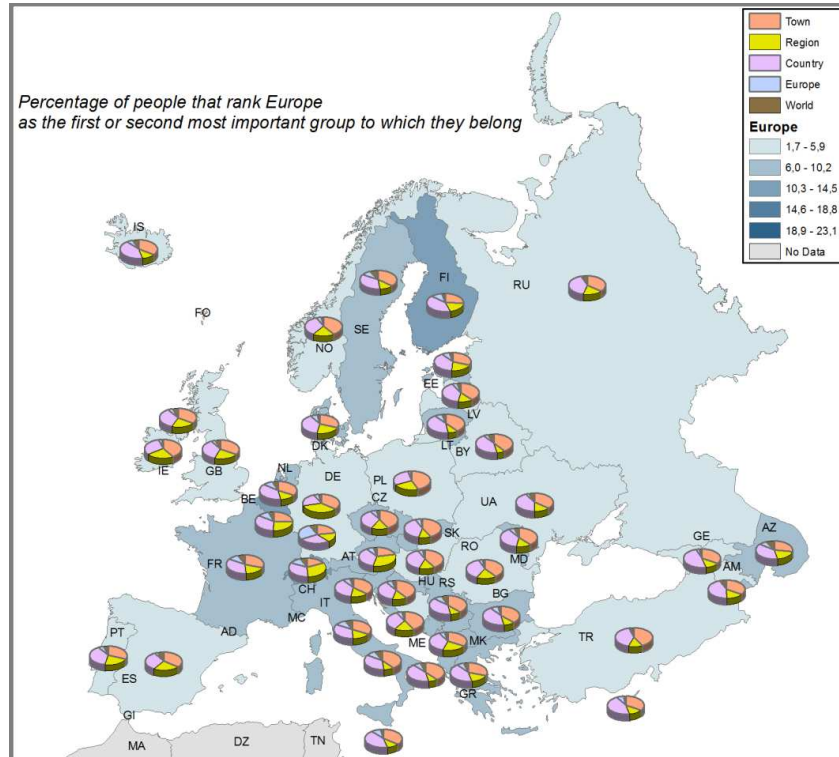 Town
Region
Country
Europe
World
Europe
1,7 - 5,9
6,0 - 10,2
10,3 - 14,5
14,6 - 18,8
18,9 - 23,1
No Data
Percentage of people that rank Europe
as the first or second most important group to which they belong
IS
FI
RU
FO
SE
NO
EE
LV
DK
LT
BY
IE
GB
NL
DE
PL
BE
CZ
UA
SK
AZ
GE
RO
MD
AT
FR
AM
CH
HU
RS
IT
BG
MC
PT
AD
ME
MK
TR
ES
GR
GI
MA
DZ
TN